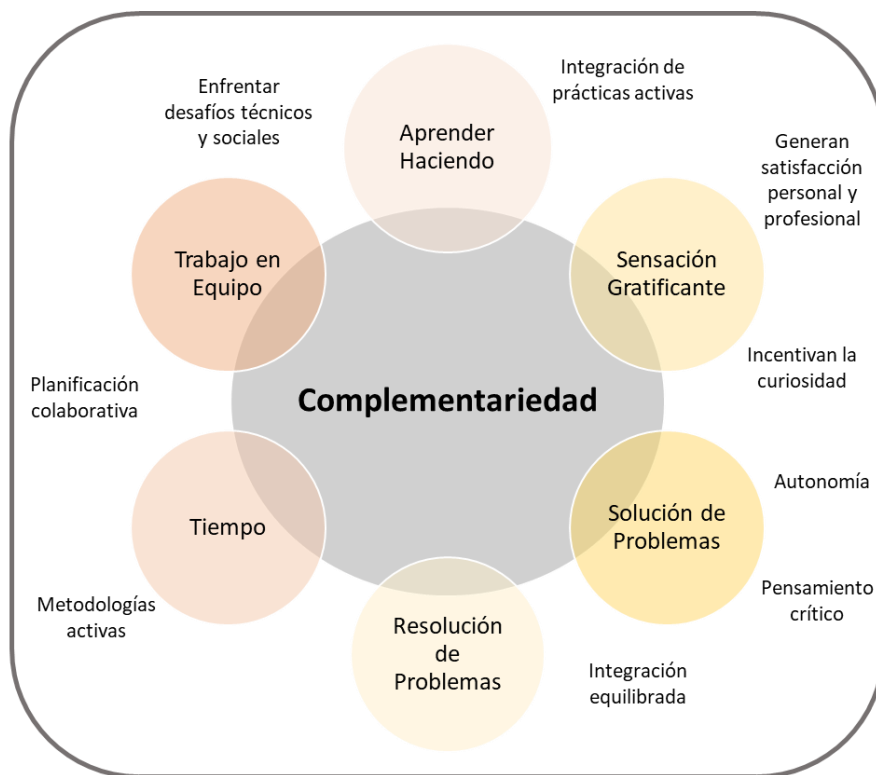 Enfrentar
desafíos técnicos
y sociales
Aprender
Haciendo
Integración de
prácticas activas
Generan
satisfacción
personal y
profesional
Trabajo en
Equipo
Sensación
Gratificante
Planificación
colaborativa
Complementariedad
Incentivan la
curiosidad
Tiempo
Solución de
Problemas
Autonomía
Metodologías
activas
Resolución
de
Problemas
Pensamiento
crítico
Integración
equilibrada